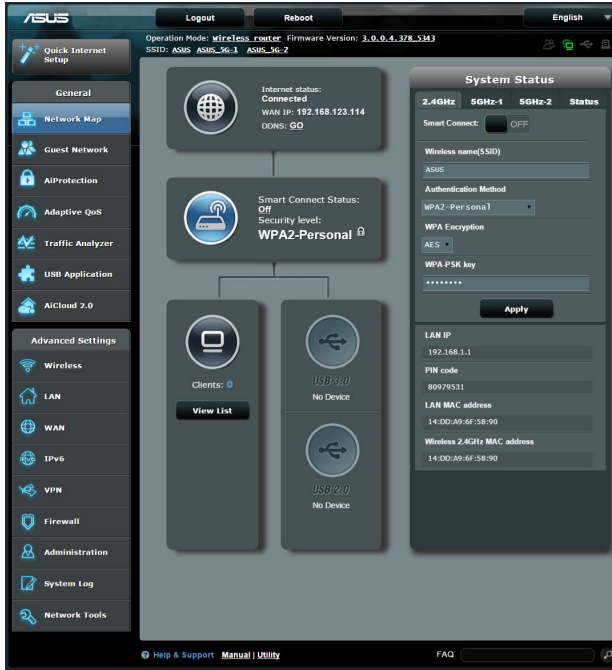 ASUS
Logout
Reboot
English
Quick Internet
Setup
Operation Mode: Wireless router Firmware Version: 3.0.0.4.378_5343
SSID: ASUS ASUS_5G-1 ASUS_5G-2
General
Network Map
Guest Network
AiProtection
Adaptive QoS
Traffic Analyzer
USB Application
AiCloud 2.0
Advanced Settings
Wireless
LAN
WAN
IPv6
VPN
Firewall
Administration
System Log
Network Tools
Internet status:
Connected
WAN IP: 192.168.123.114
DDNS: GO
Smart Connect Status:
Off
Security level:
WPA2-Personal
Clients: 0
View List
USB 3.0
No Device
USB 2.0
No Device
System Status
2.4GHz 5GHz-1 5GHz-2 Status
Smart Connect: OFF
Wireless name(SSID)
ASUS
Authentication Method
WPA2-Personal
WPA Encryption
AES
WPA-PSK key
••••••••
Apply
LAN IP
192.168.1.1
PIN code
80979531
LAN MAC address
14:DD:A9:6F:58:90
Wireless 2.4GHz MAC address
14:DD:A9:6F:58:90
Help & Support Manual | Utility
FAQ